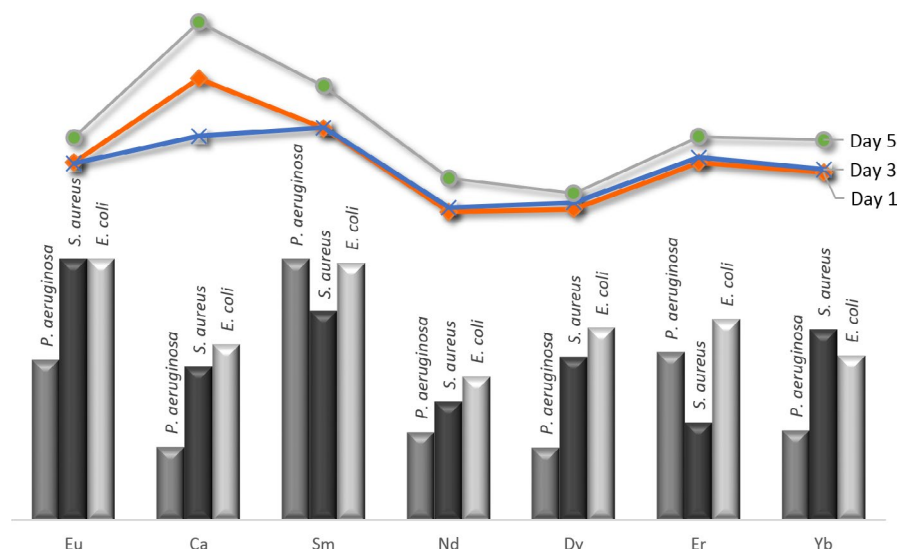 Day 5
Day 3
Day 1
P. aeruginosa
S. aureus
E. coli
P. aeruginosa
S. aureus
E. coli
P. aeruginosa
S. aureus
E. coli
P. aeruginosa
S. aureus
E. coli
P. aeruginosa
S. aureus
E. coli
P. aeruginosa
S. aureus
E. coli
P. aeruginosa
S. aureus
E. coli
Eu Ca Sm Nd Dy Er Yb